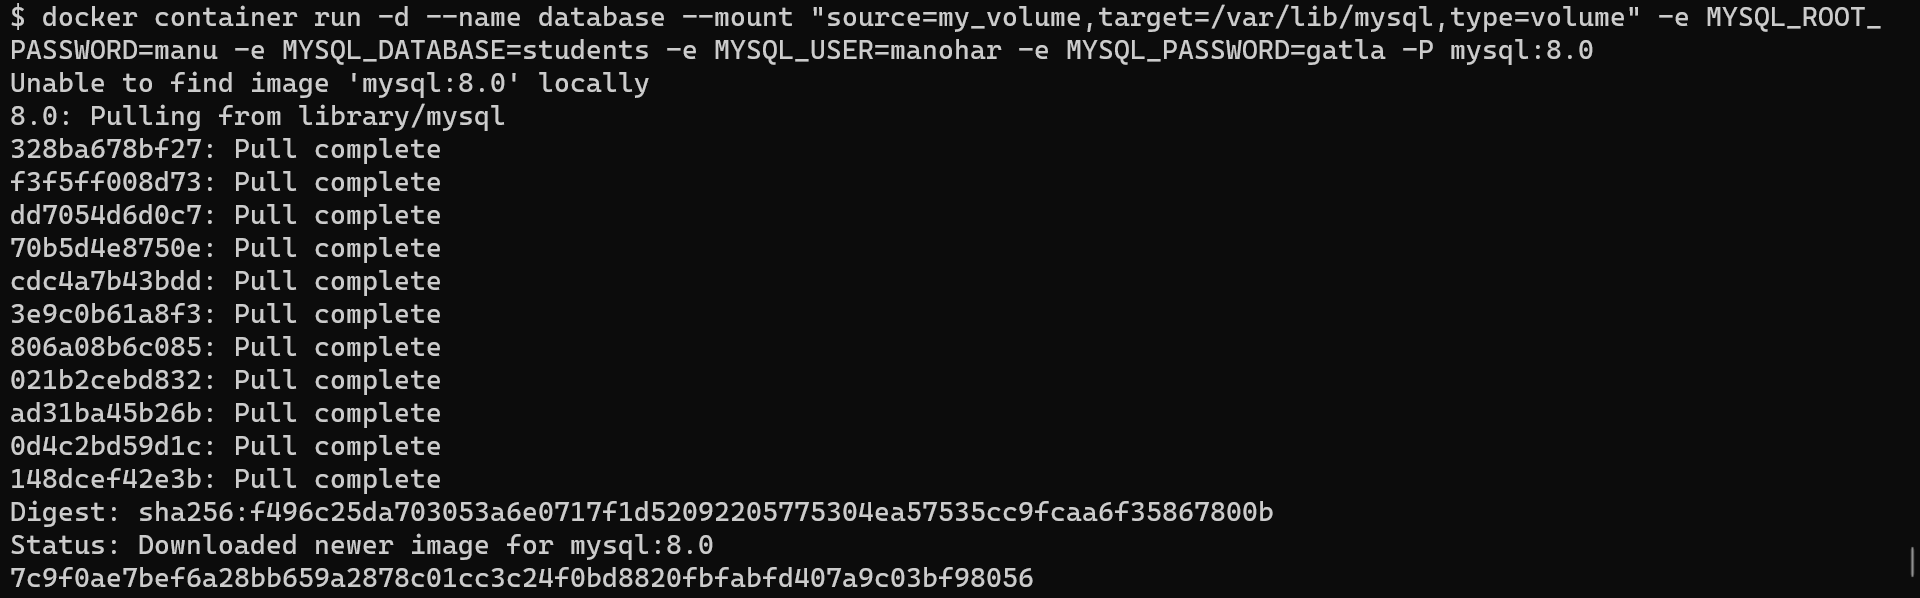 $ docker container run -d --name database --mount "source=my_volume,target=/var/lib/mysql,type=volume" -e MYSQL_ROOT_
PASSWORD=manu -e MYSQL_DATABASE=students -e MYSQL_USER=manohar -e MYSQL_PASSWORD=gatla -P mysql:8.0
Unable to find image 'mysql:8.0' locally
8.0: Pulling from library/mysql
328ba678bf27: Pull complete
f3f5ff008d73: Pull complete
dd7054d6d0c7: Pull complete
70b5d4e8750e: Pull complete
cdc4a7b43bdd: Pull complete
3e9c0b61a8f3: Pull complete
806a08b6c085: Pull complete
021b2cebd832: Pull complete
ad31ba45b26b: Pull complete
0d4c2bd59d1c: Pull complete
148dcef42e3b: Pull complete
Digest: sha256:f496c25da703053a6e0717f1d52092205775304ea57535cc9fcaa6f35867800b
Status: Downloaded newer image for mysql:8.0
7c9f0ae7bef6a28bb659a2878c01cc3c24f0bd8820fbfabfd407a9c03bf98056